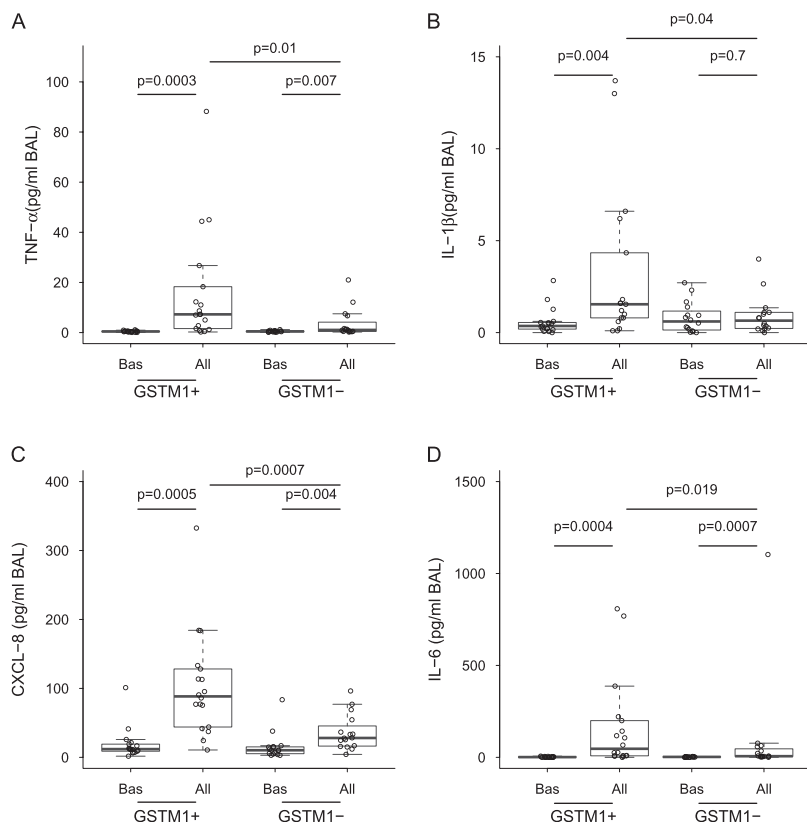 A
TNF−α(pg/ml BAL)
100
80
60
40
20
0
p=0.01
p=0.0003
p=0.007
Bas All Bas All
GSTM1+ GSTM1−
B
IL−1β(pg/ml BAL)
15
10
5
0
p=0.04
p=0.004
p=0.7
Bas All Bas All
GSTM1+ GSTM1−
C
CXCL−8 (pg/ml BAL)
400
300
200
100
0
p=0.0007
p=0.0005
p=0.004
Bas All Bas All
GSTM1+ GSTM1−
D
IL−6 (pg/ml BAL)
1500
1000
500
0
p=0.019
p=0.0004
p=0.0007
Bas All Bas All
GSTM1+ GSTM1−